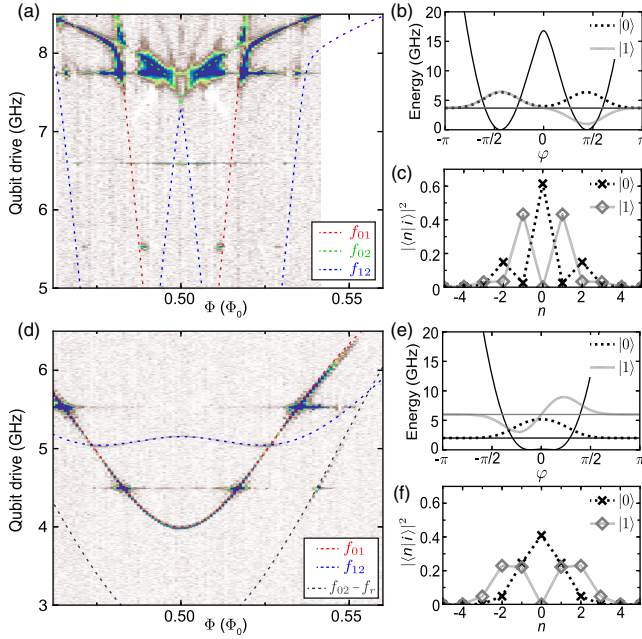 (a)
Qubit drive (GHz)
8
7
6
5
0.50
0.55
Φ (Φ₀)
f₀₁
f₀₂
f₁₂
(b)
Energy (GHz)
20
15
10
5
0
-π
-π/2
0
π/2
π
φ
|0⟩
|1⟩
(c)
|⟨n|i⟩|²
0.6
0.4
0.2
0
-4
-2
0
2
4
n
|0⟩
|1⟩
(d)
Qubit drive (GHz)
6
5
4
3
0.50
0.55
Φ (Φ₀)
f₀₁
f₁₂
f₀₂-fᵣ
(e)
Energy (GHz)
20
15
10
5
0
-π
-π/2
0
π/2
π
φ
|0⟩
|1⟩
(f)
|⟨n|i⟩|²
0.6
0.4
0.2
0
-4
-2
0
2
4
n
|0⟩
|1⟩